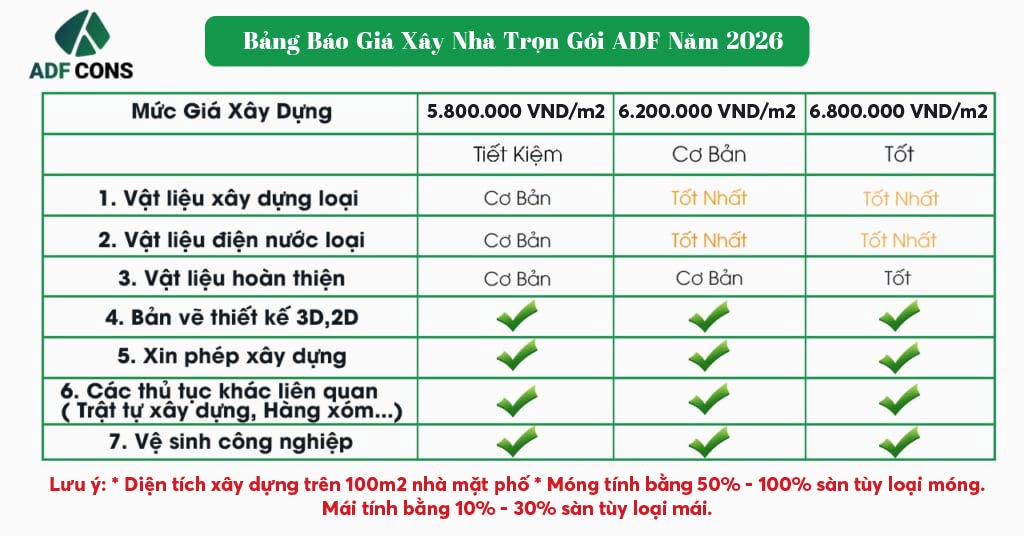 ADF CONS
Bảng Báo Giá Xây Nhà Trọn Gói ADF Năm 2026
Mức Giá Xây Dựng 5.800.000 VND/m2 6.200.000 VND/m2 6.800.000 VND/m2
Tiết Kiệm Cơ Bản Tốt
1. Vật liệu xây dựng loại Cơ Bản Tốt Nhất Tốt Nhất
2. Vật liệu điện nước loại Cơ Bản Tốt Nhất Tốt Nhất
3. Vật liệu hoàn thiện Cơ Bản Cơ Bản Tốt
4. Bản vẽ thiết kế 3D,2D
5. Xin phép xây dựng
6. Các thủ tục khác liên quan
( Trật tự xây dựng, Hàng xóm...)
7. Vệ sinh công nghiệp
Lưu ý: * Diện tích xây dựng trên 100m2 nhà mặt phố * Móng tính bằng 50% - 100% sàn tùy loại móng.
Mái tính bằng 10% - 30% sàn tùy loại mái.